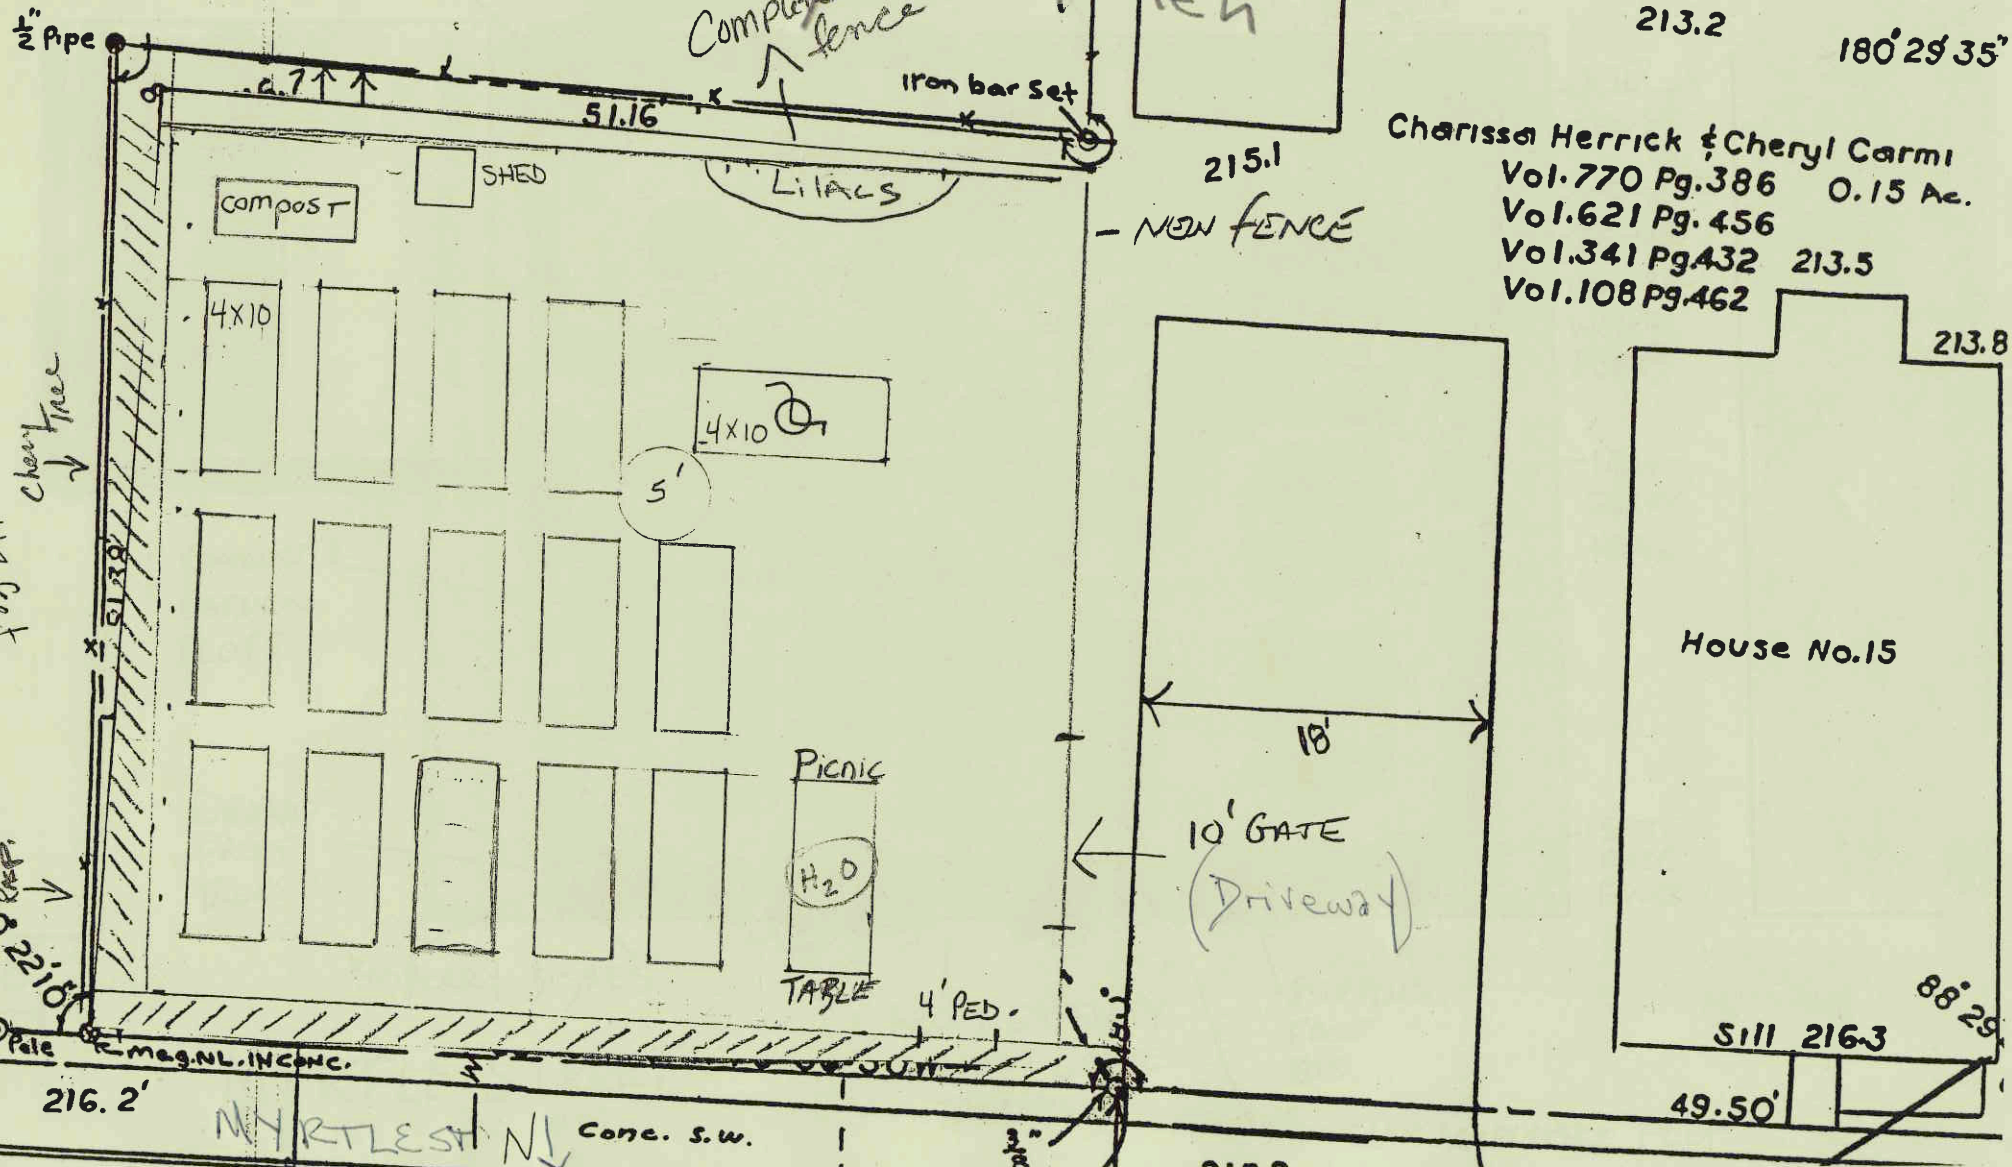 ½" Pipe
fence
213.2
180°29'35"
Iron bar set
51.16'
215.1
Charissa Herrick & Cheryl Carmi
Vol.770 Pg.386 0.15 Ac.
Vol.621 Pg.456
Vol.341 Pg.432 213.5
Vol.108 Pg.462
213.8
SHED
LiLACS
compost
- NEW FENCE
4x10
4x10
Cherry Tree
5'
House No.15
18'
Picnic
H2O
TABLE
10' GATE
(Driveway)
4' PED.
22'10"
88°29
Sill 216.3
Pole
mag.NL.IN CONC.
216.2'
MYRTLE ST
N
Conc. S.W.
49.50'